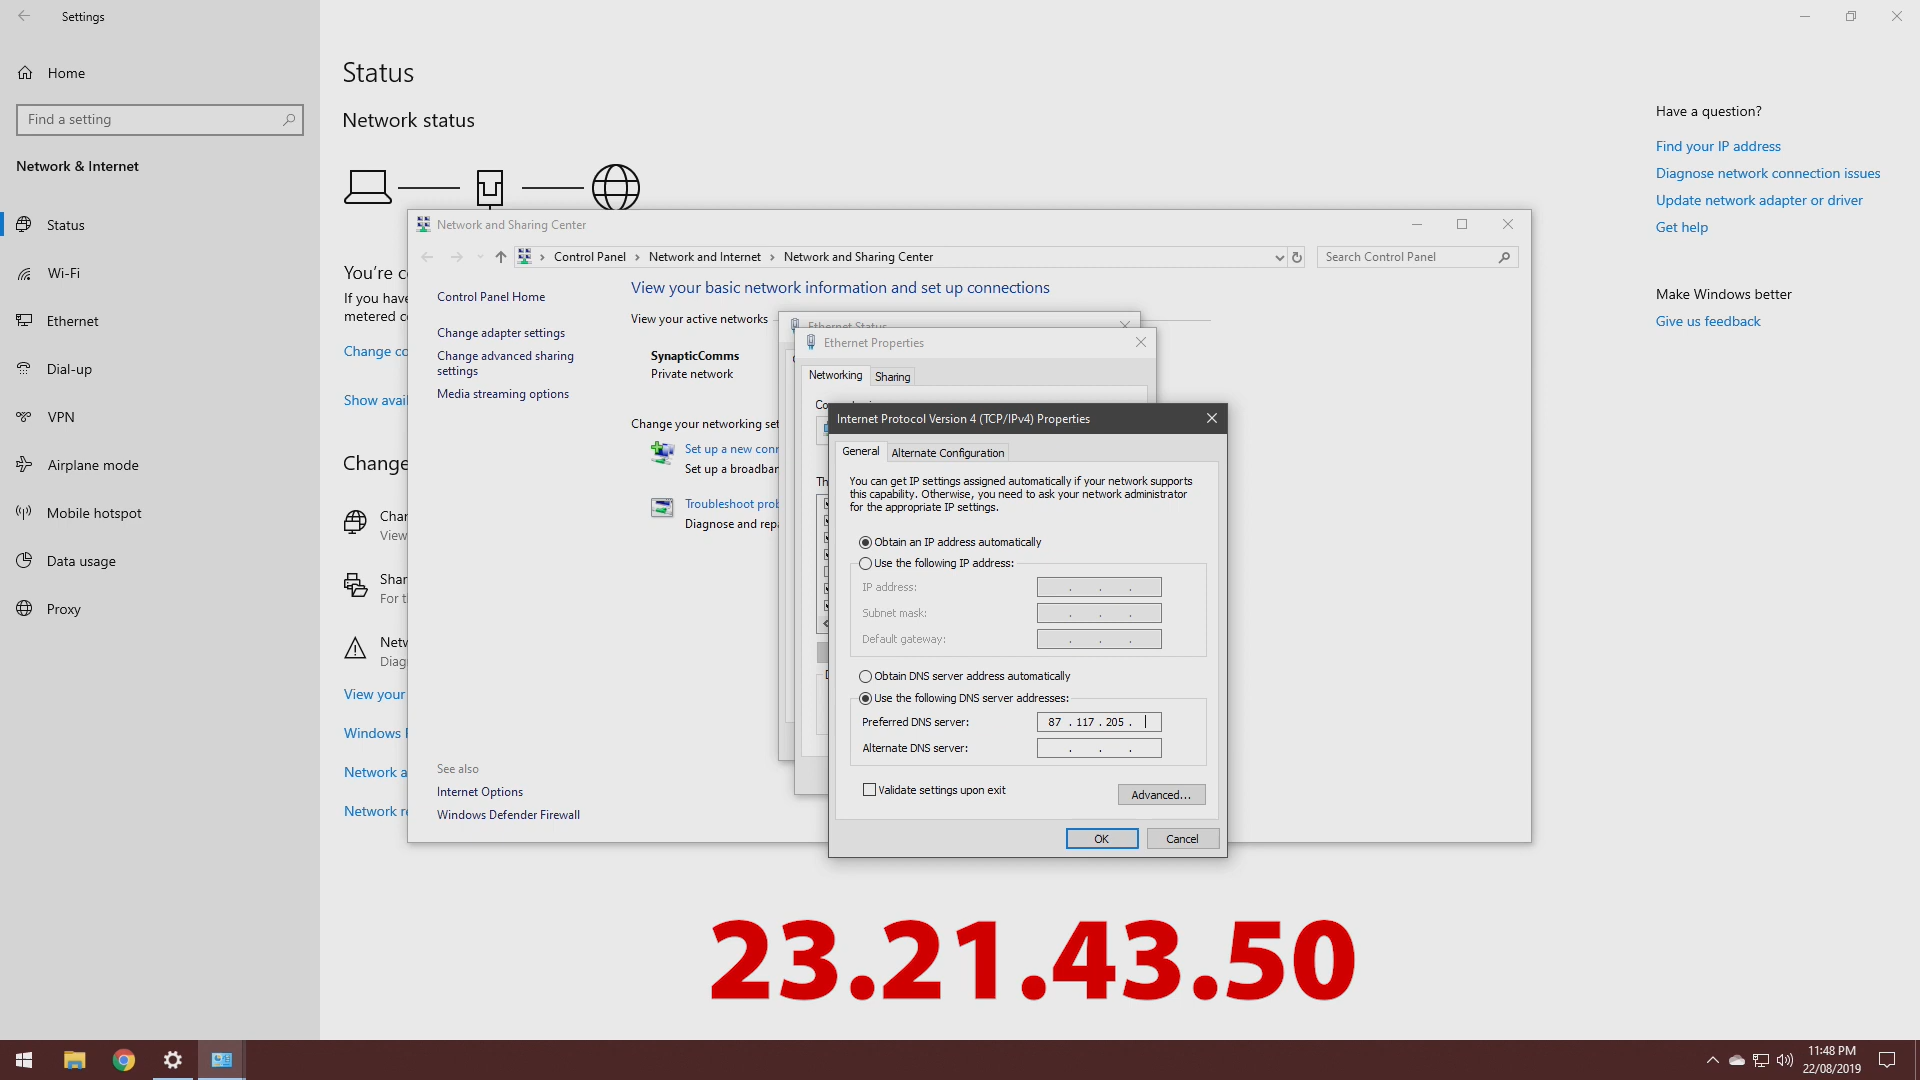 Settings
Home
Find a setting
Network & Internet
Status
Wi-Fi
Ethernet
Dial-up
VPN
Airplane mode
Mobile hotspot
Data usage
Proxy
Status
Network status
You're c
If you have
metered c
Change co
Show avail
Change
Char
View
Shar
For t
Netw
Diag
View your
Windows
Network a
Network r
Have a question?
Find your IP address
Diagnose network connection issues
Update network adapter or driver
Get help
Make Windows better
Give us feedback
Network and Sharing Center
Control Panel > Network and Internet > Network and Sharing Center
Search Control Panel
Control Panel Home
Change adapter settings
Change advanced sharing
settings
Media streaming options
See also
Internet Options
Windows Defender Firewall
View your basic network information and set up connections
View your active networks
SynapticComms
Private network
Change your networking set
Set up a new conn
Set up a broadban
Troubleshoot prob
Diagnose and repa
Ethernet Status
Ethernet Properties
Networking
Sharing
Th
Internet Protocol Version 4 (TCP/IPv4) Properties
General
Alternate Configuration
You can get IP settings assigned automatically if your network supports
this capability. Otherwise, you need to ask your network administrator
for the appropriate IP settings.
Obtain an IP address automatically
Use the following IP address:
IP address:
. . .
Subnet mask:
. . .
Default gateway:
. . .
Obtain DNS server address automatically
Use the following DNS server addresses:
Preferred DNS server:
87 . 117 . 205 .
Alternate DNS server:
. . .
Validate settings upon exit
Advanced...
OK
Cancel
23.21.43.50
11:48 PM
22/08/2019